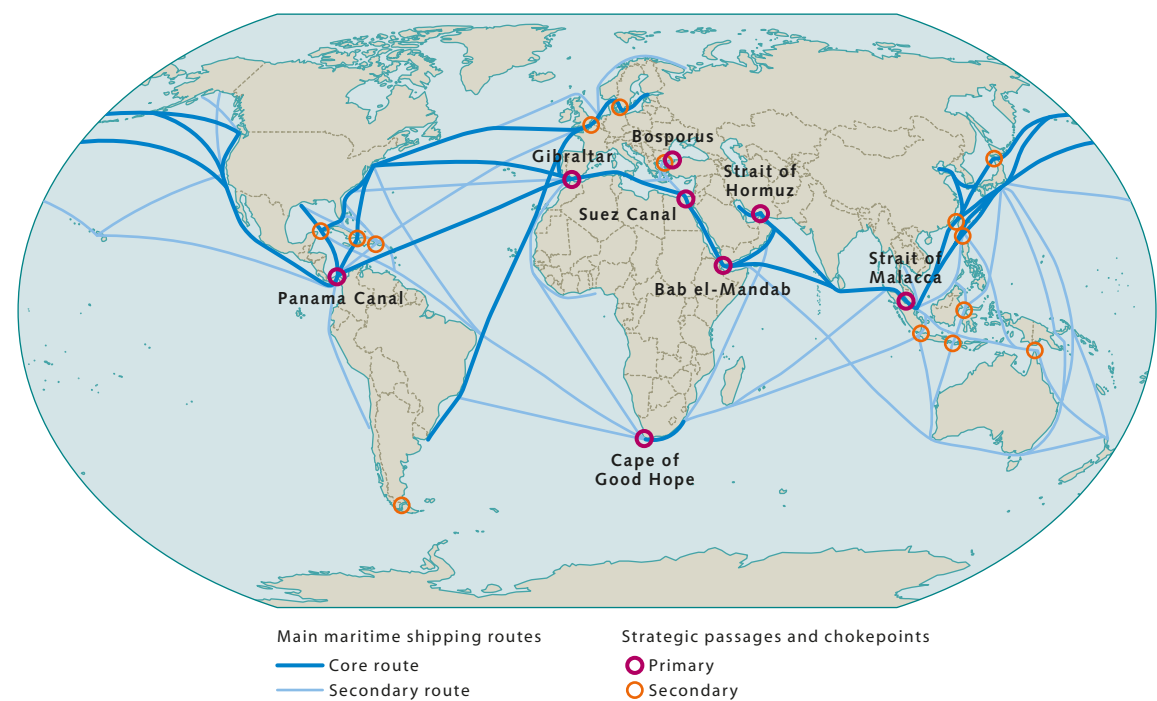 Bosporus
Gibraltar
Strait of
Hormuz
Suez Canal
Strait of
Malacca
Bab el-Mandab
Panama Canal
Cape of
Good Hope
Main maritime shipping routes
Core route
Secondary route
Strategic passages and chokepoints
Primary
Secondary